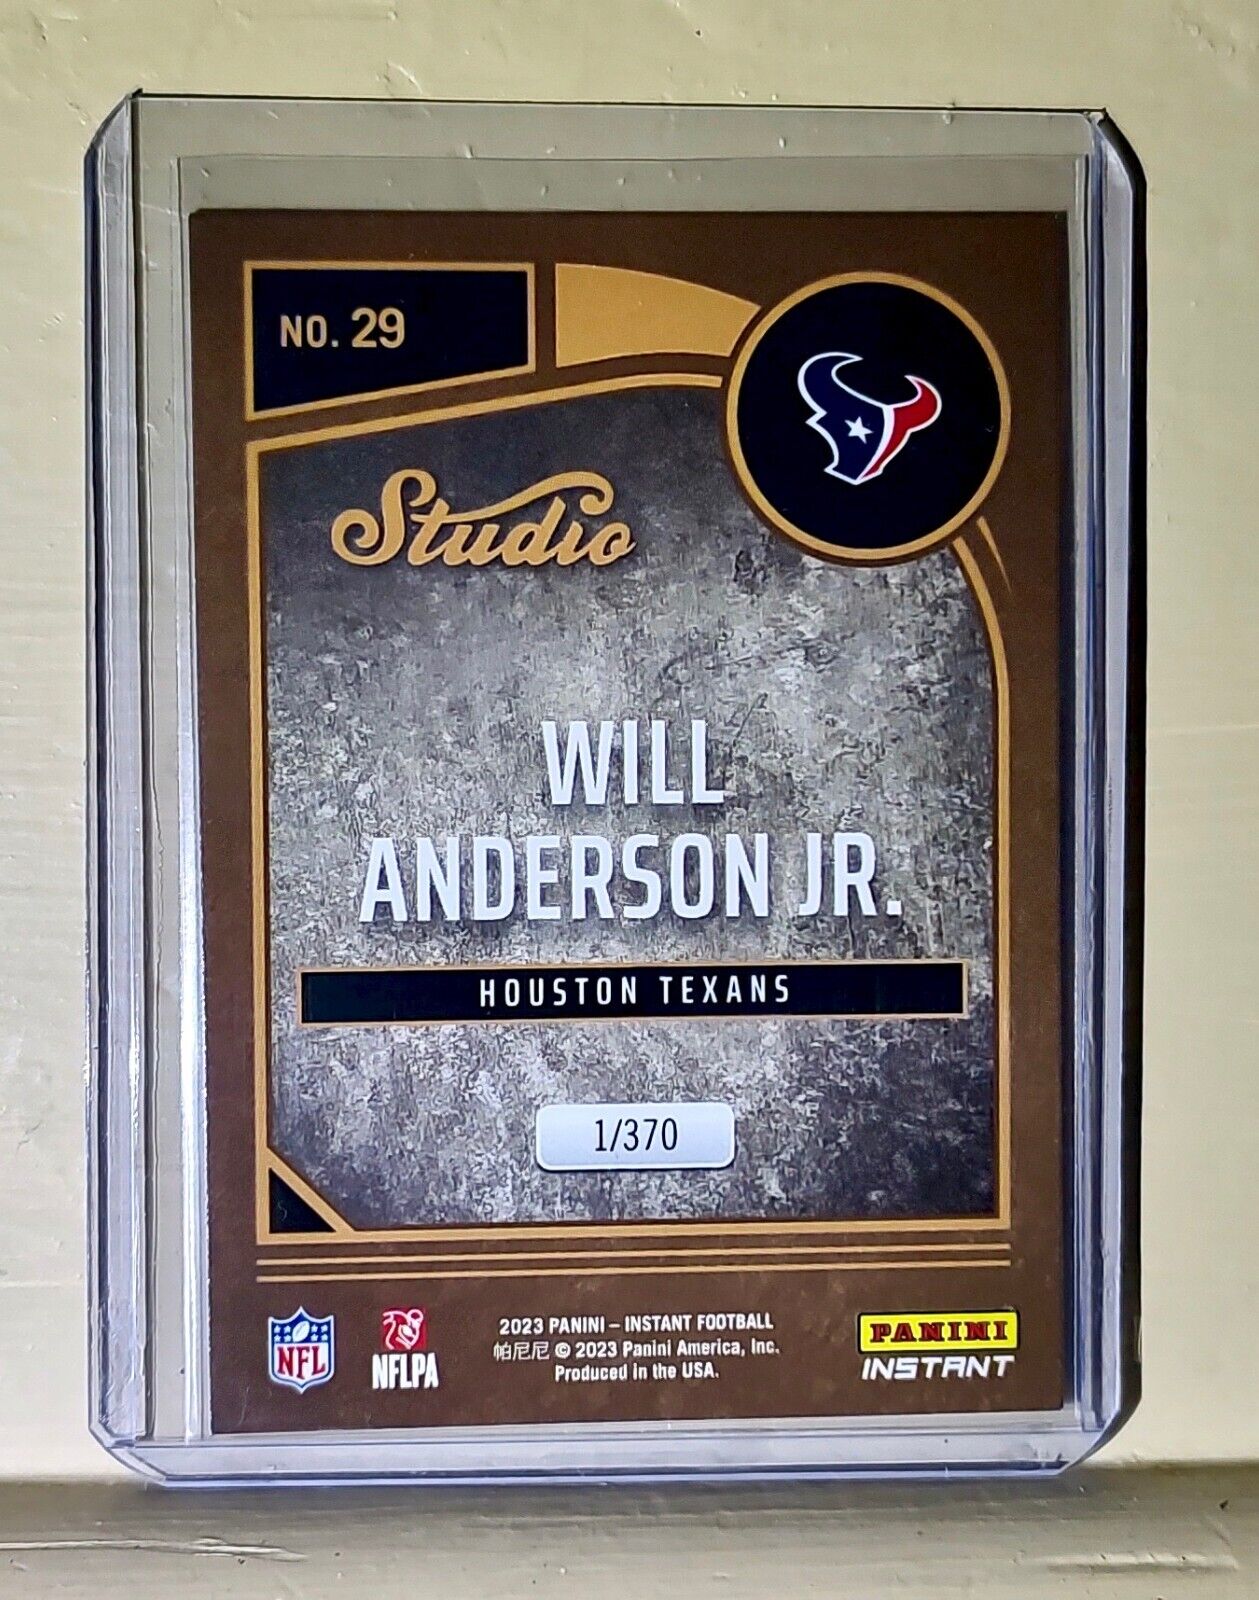 NO. 29
Studio
WILL
ANDERSON JR.
HOUSTON TEXANS
1/370
NFL
NFLPA
2023 PANINI – INSTANT FOOTBALL
帕尼尼 © 2023 Panini America, Inc.
Produced in the USA.
PANINI
INSTANT